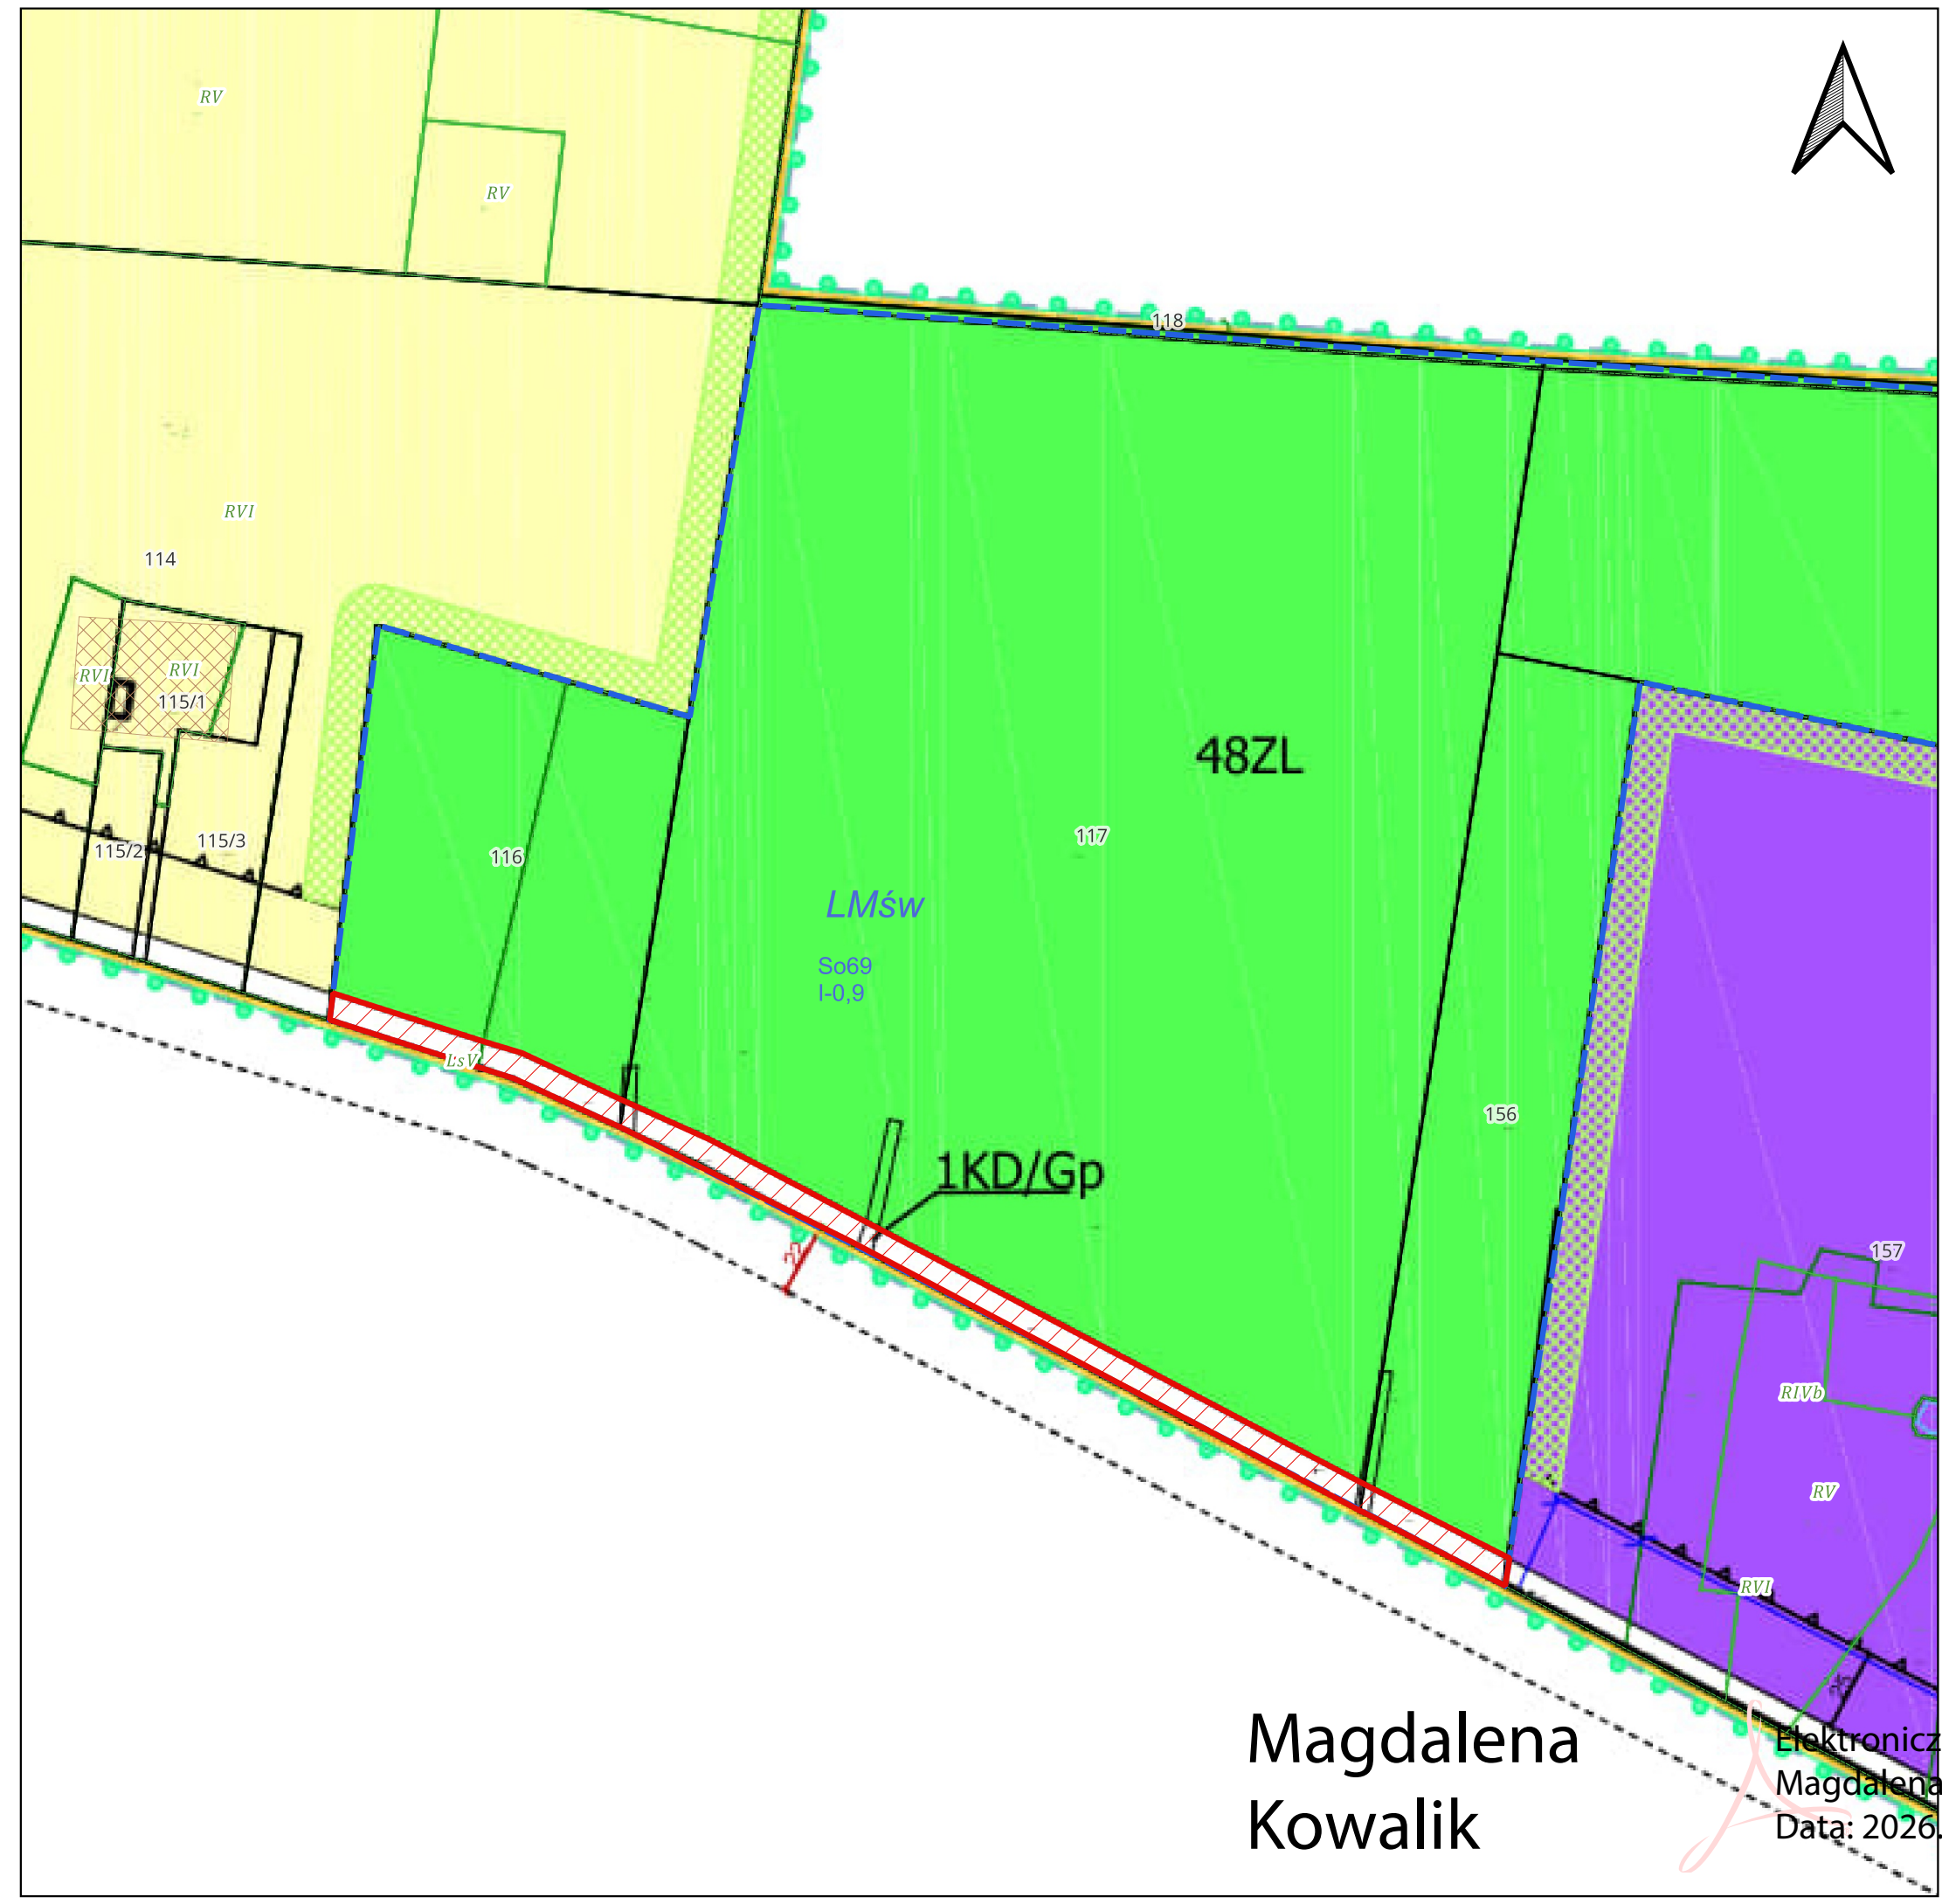 RV
RV
118
RVI
114
RVI
RVI
115/1
48ZL
117
115/3
115/2
116
LMśw
So69
I-0,9
LsV
156
1KD/Gp
157
RIVb
RV
RVI
Magdalena
Kowalik
Elektronicz
Magdalena
Data: 2026.